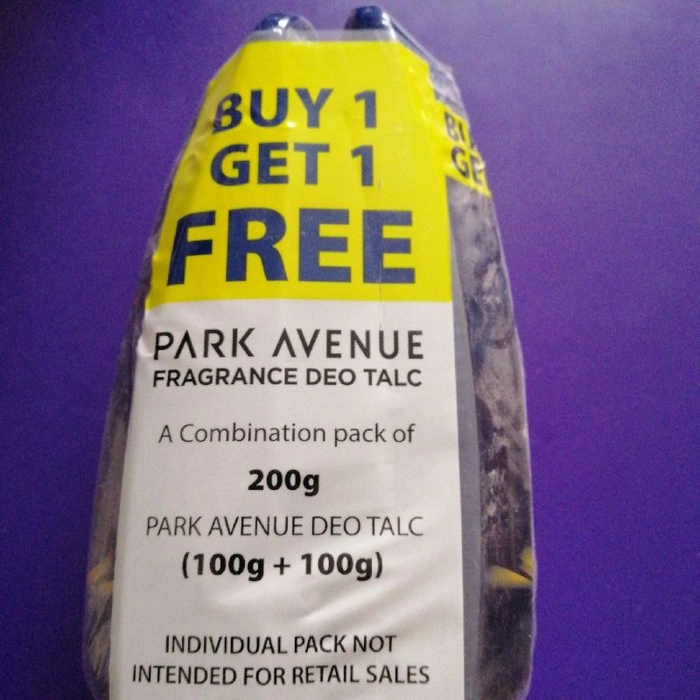 BUY 1
GET 1
FREE
PARK AVENUE
FRAGRANCE DEO TALC
A Combination pack of
200g
PARK AVENUE DEO TALC
(100g + 100g)
INDIVIDUAL PACK NOT
INTENDED FOR RETAIL SALES